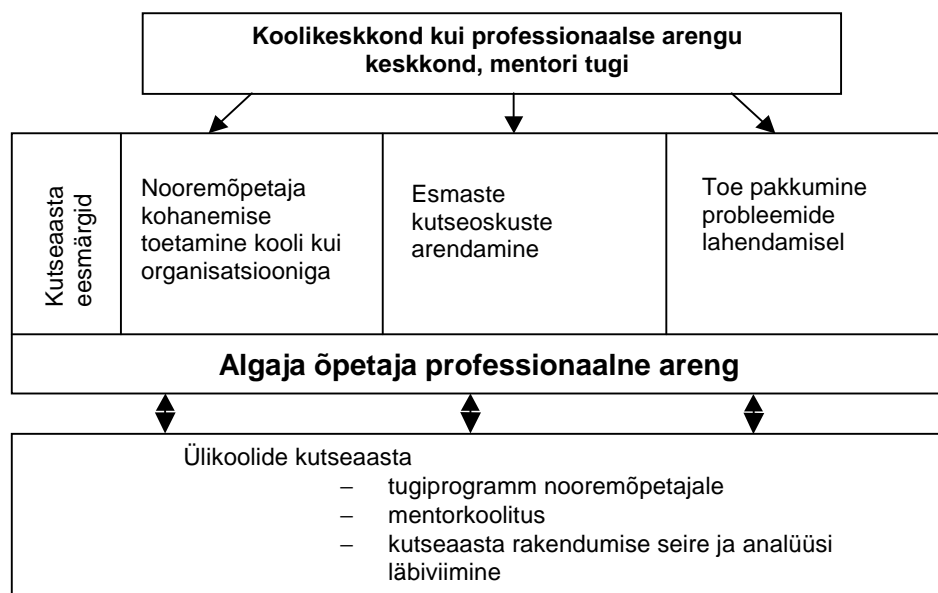 Koolikeskkond kui professionaalse arengu
keskkond, mentori tugi
Kutseaasta
eesmärgid
Nooremõpetaja
kohanemise
toetamine kooli kui
organisatsiooniga
Esmaste
kutseoskuste
arendamine
Toe pakkumine
probleemide
lahendamisel
Algaja õpetaja professionaalne areng
Ülikoolide kutseaasta
– tugiprogramm nooremõpetajale
– mentorkoolitus
– kutseaasta rakendumise seire ja analüüsi
läbiviimine